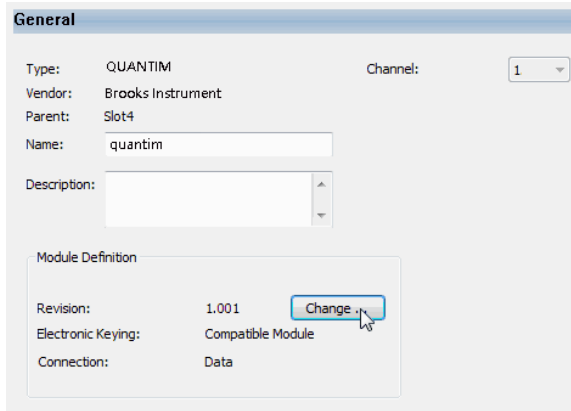 General
Type: QUANTIM Channel: 1
Vendor: Brooks Instrument
Parent: Slot4
Name: quantim
Description:
Module Definition
Revision: 1.001 Change ...
Electronic Keying: Compatible Module
Connection: Data